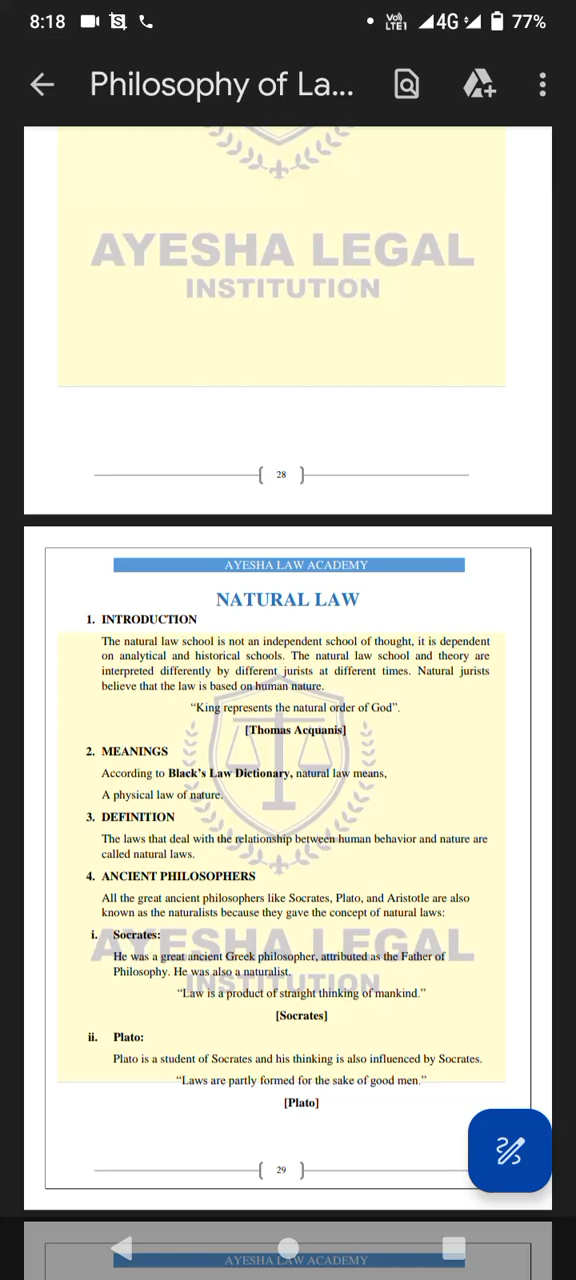 8:18
Vo)) LTE1 4G 77%
Philosophy of La...
AYESHA LEGAL
INSTITUTION
28
AYESHA LAW ACADEMY
NATURAL LAW
1. INTRODUCTION
The natural law school is not an independent school of thought, it is dependent
on analytical and historical schools. The natural law school and theory are
interpreted differently by different jurists at different times. Natural jurists
believe that the law is based on human nature.
“King represents the natural order of God”.
[Thomas Acquanis]
2. MEANINGS
According to Black’s Law Dictionary, natural law means,
A physical law of nature.
3. DEFINITION
The laws that deal with the relationship between human behavior and nature are
called natural laws.
4. ANCIENT PHILOSOPHERS
All the great ancient philosophers like Socrates, Plato, and Aristotle are also
known as the naturalists because they gave the concept of natural laws:
i. Socrates:
AYESHA LEGAL
He was a great ancient Greek philosopher, attributed as the Father of
Philosophy. He was also a naturalist.
INSTITUTION
“Law is a product of straight thinking of mankind.”
[Socrates]
ii. Plato:
Plato is a student of Socrates and his thinking is also influenced by Socrates.
“Laws are partly formed for the sake of good men.”
[Plato]
29
AYESHA LAW ACADEMY